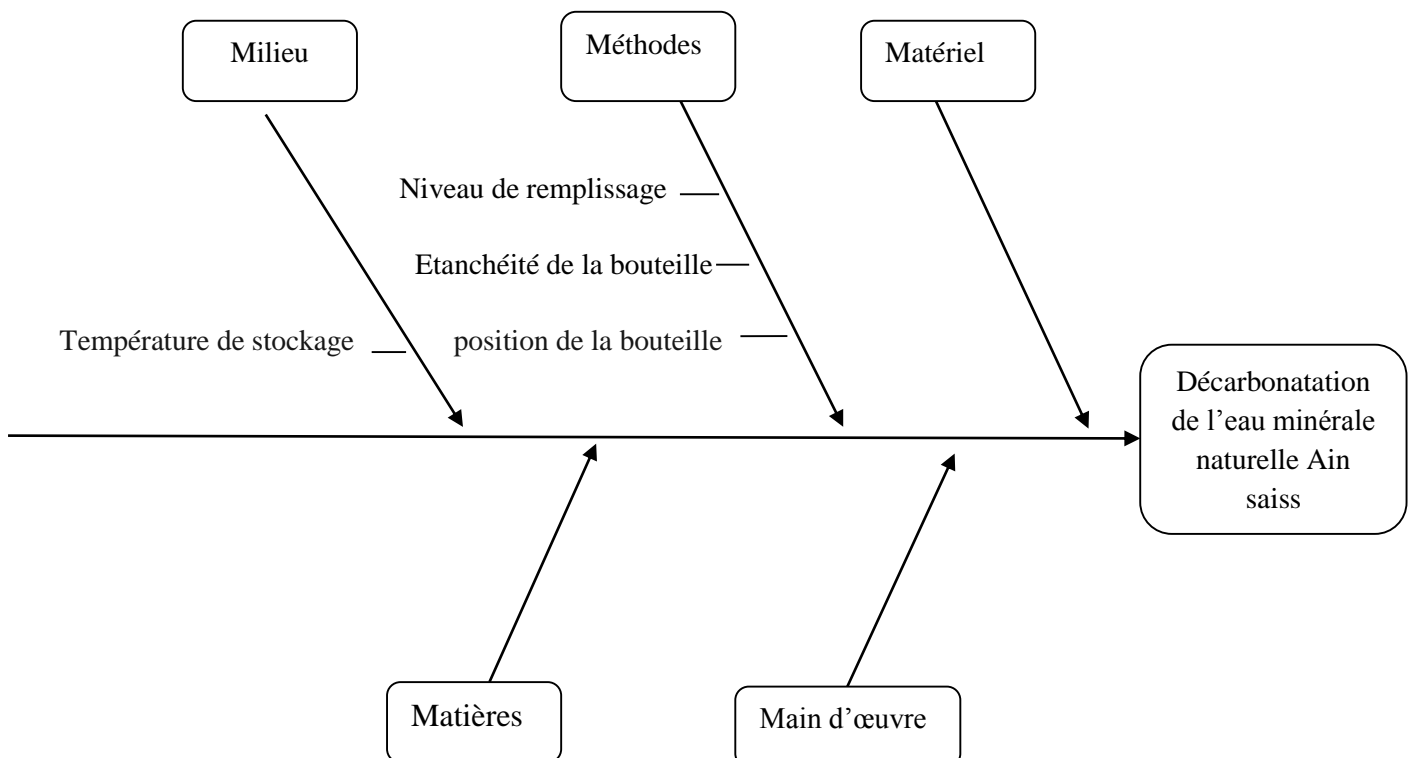 Milieu
Méthodes
Matériel
Niveau de remplissage
Etanchéité de la bouteille
Température de stockage
position de la bouteille
Décarbonatation
de l’eau minérale
naturelle Ain
saiss
Matières
Main d’œuvre